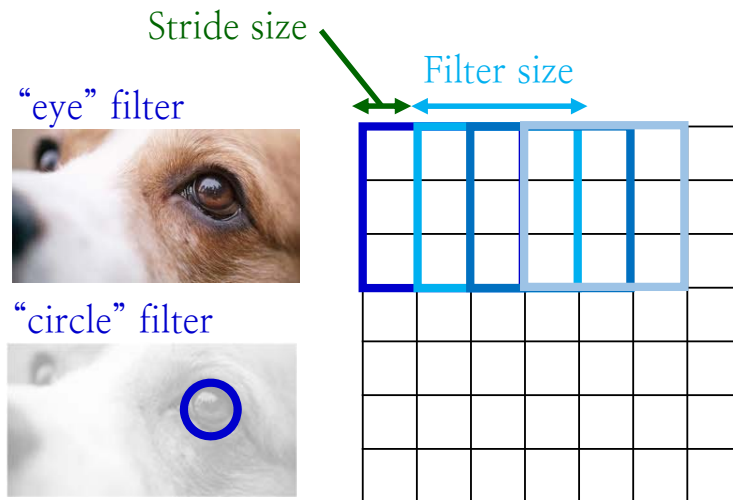 Stride size
Filter size
“eye” filter
“circle” filter